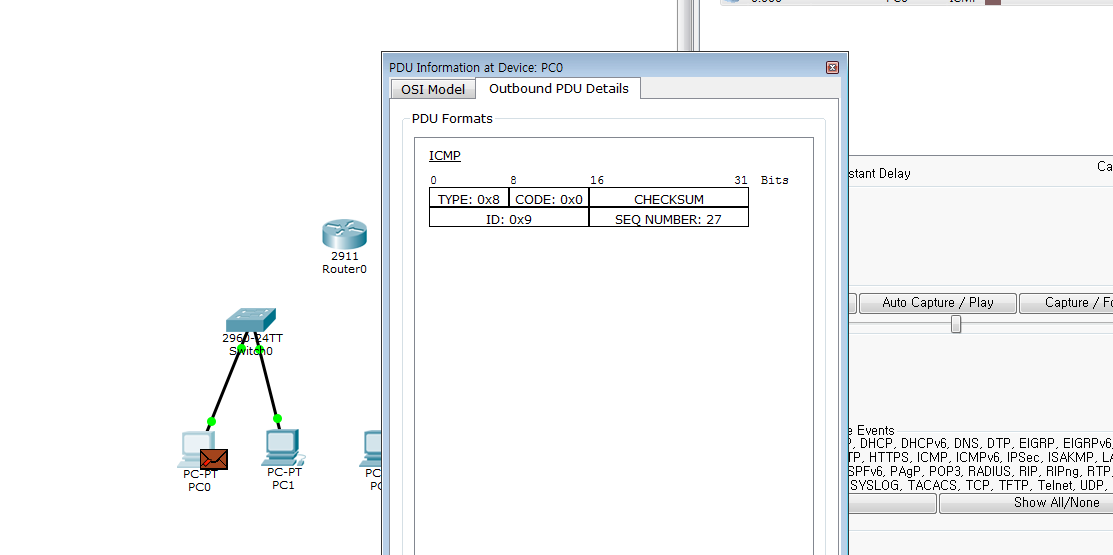 0.000 PC0 ICMP
PDU Information at Device: PC0
OSI Model Outbound PDU Details
PDU Formats
ICMP
0 8 16 31 Bits
TYPE: 0x8 CODE: 0x0 CHECKSUM
ID: 0x9 SEQ NUMBER: 27
2911
Router0
2960-24TT
Switch0
PC-PT
PC0
PC-PT
PC1
PC
Ca
stant Delay
Auto Capture / Play Capture / Fo
e Events
P, DHCP, DHCPv6, DNS, DTP, EIGRP, EIGRPv6,
TP, HTTPS, ICMP, ICMPv6, IPSec, ISAKMP, LA
SPFv6, PAgP, POP3, RADIUS, RIP, RIPng, RTP,
SYSLOG, TACACS, TCP, TFTP, Telnet, UDP,
Show All/None